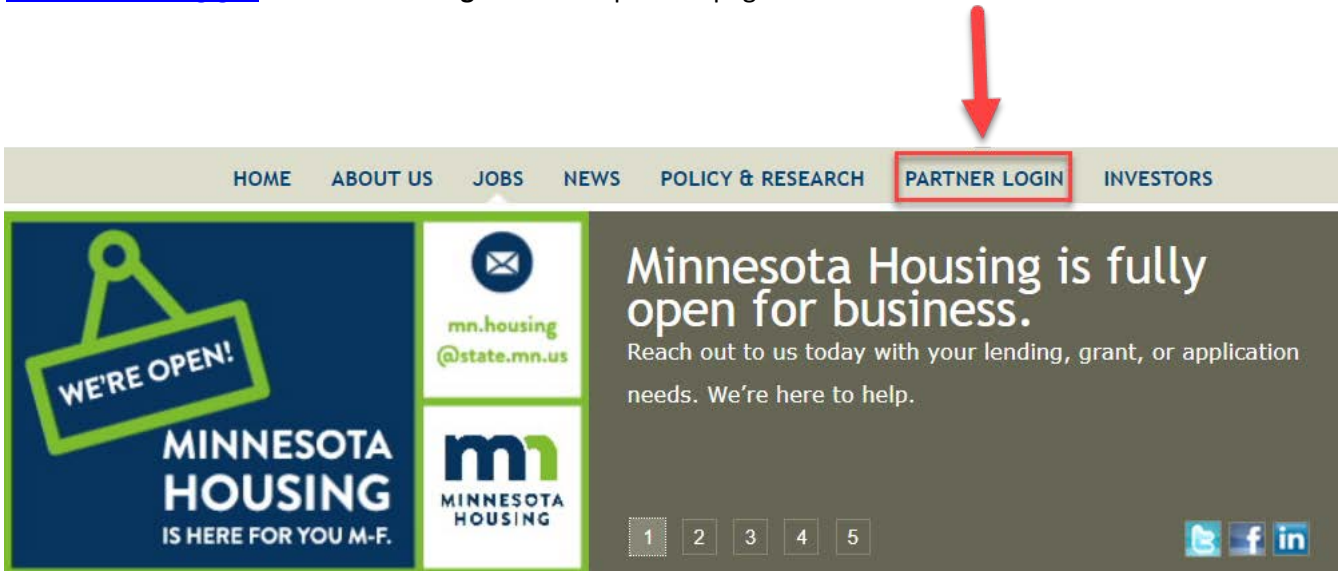 HOME ABOUT US JOBS NEWS POLICY & RESEARCH PARTNER LOGIN INVESTORS
WE'RE OPEN!
MINNESOTA
HOUSING
IS HERE FOR YOU M-F.
mn.housing
@state.mn.us
mn
MINNESOTA
HOUSING
Minnesota Housing is fully
open for business.
Reach out to us today with your lending, grant, or application
needs. We're here to help.
1 2 3 4 5